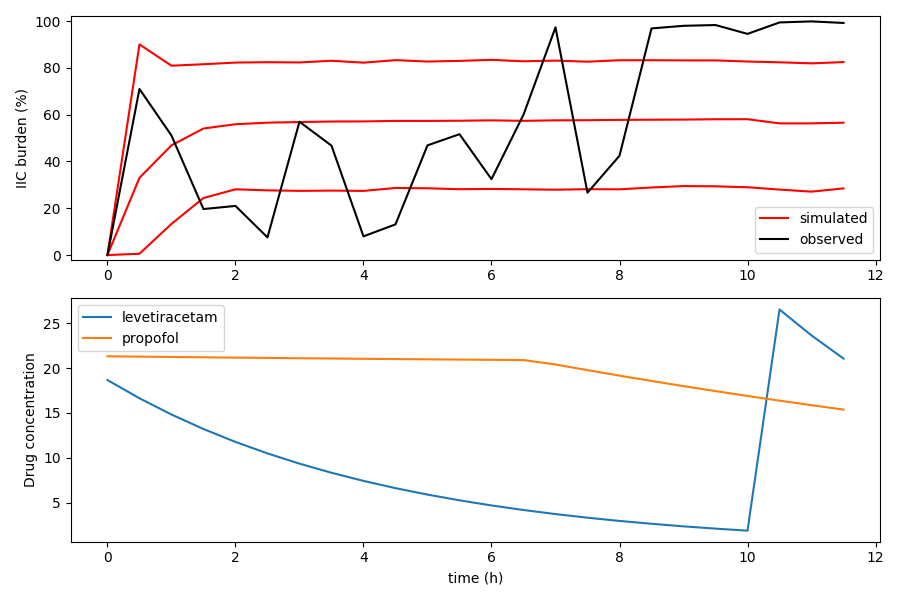 100
80
60
40
20
0
IIC burden (%)
simulated
observed
0 2 4 6 8 10 12
levetiracetam
propofol
25
20
15
10
5
Drug concentration
0 2 4 6 8 10 12
time (h)